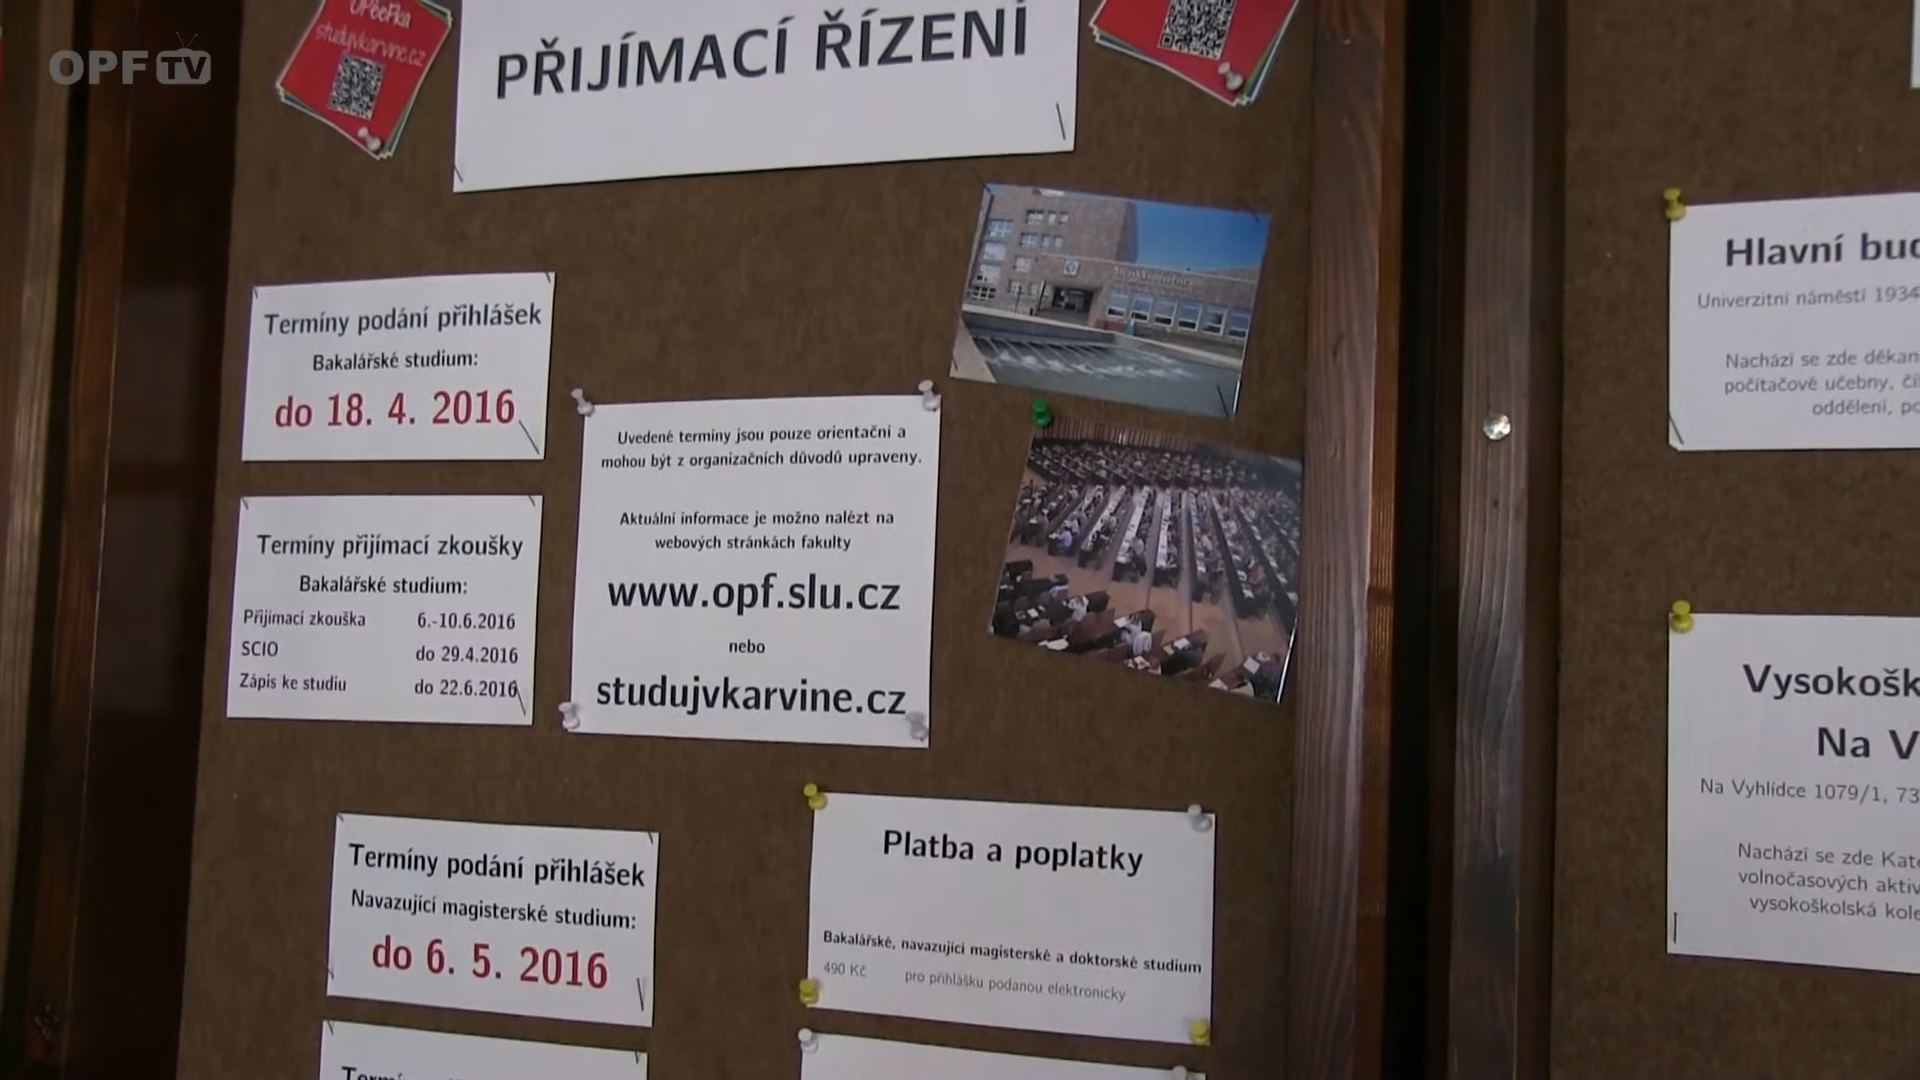 OPF TV
OPeeFka
studujvkarvine.cz
PŘIJÍMACÍ ŘÍZENÍ
Termíny podání přihlášek
Bakalářské studium:
do 18. 4. 2016
Termíny přijímací zkoušky
Bakalářské studium:
Přijímací zkouška 6.-10.6.2016
SCIO do 29.4.2016
Zápis ke studiu do 22.6.2016
Uvedené termíny jsou pouze orientační a
mohou být z organizačních důvodů upraveny.
Aktuální informace je možno nalézt na
webových stránkách fakulty
www.opf.slu.cz
nebo
studujvkarvine.cz
Termíny podání přihlášek
Navazující magisterské studium:
do 6. 5. 2016
Platba a poplatky
Bakalářské, navazující magisterské a doktorské studium
490 Kč pro přihlášku podanou elektronicky
Hlavní bud
Univerzitní náměstí 1934
Nachází se zde děkan
počítačové učebny, čí
oddělení, po
Vysokošk
Na V
Na Vyhlídce 1079/1, 73
Nachází se zde Kate
volnočasových aktiv
vysokoškolská kole